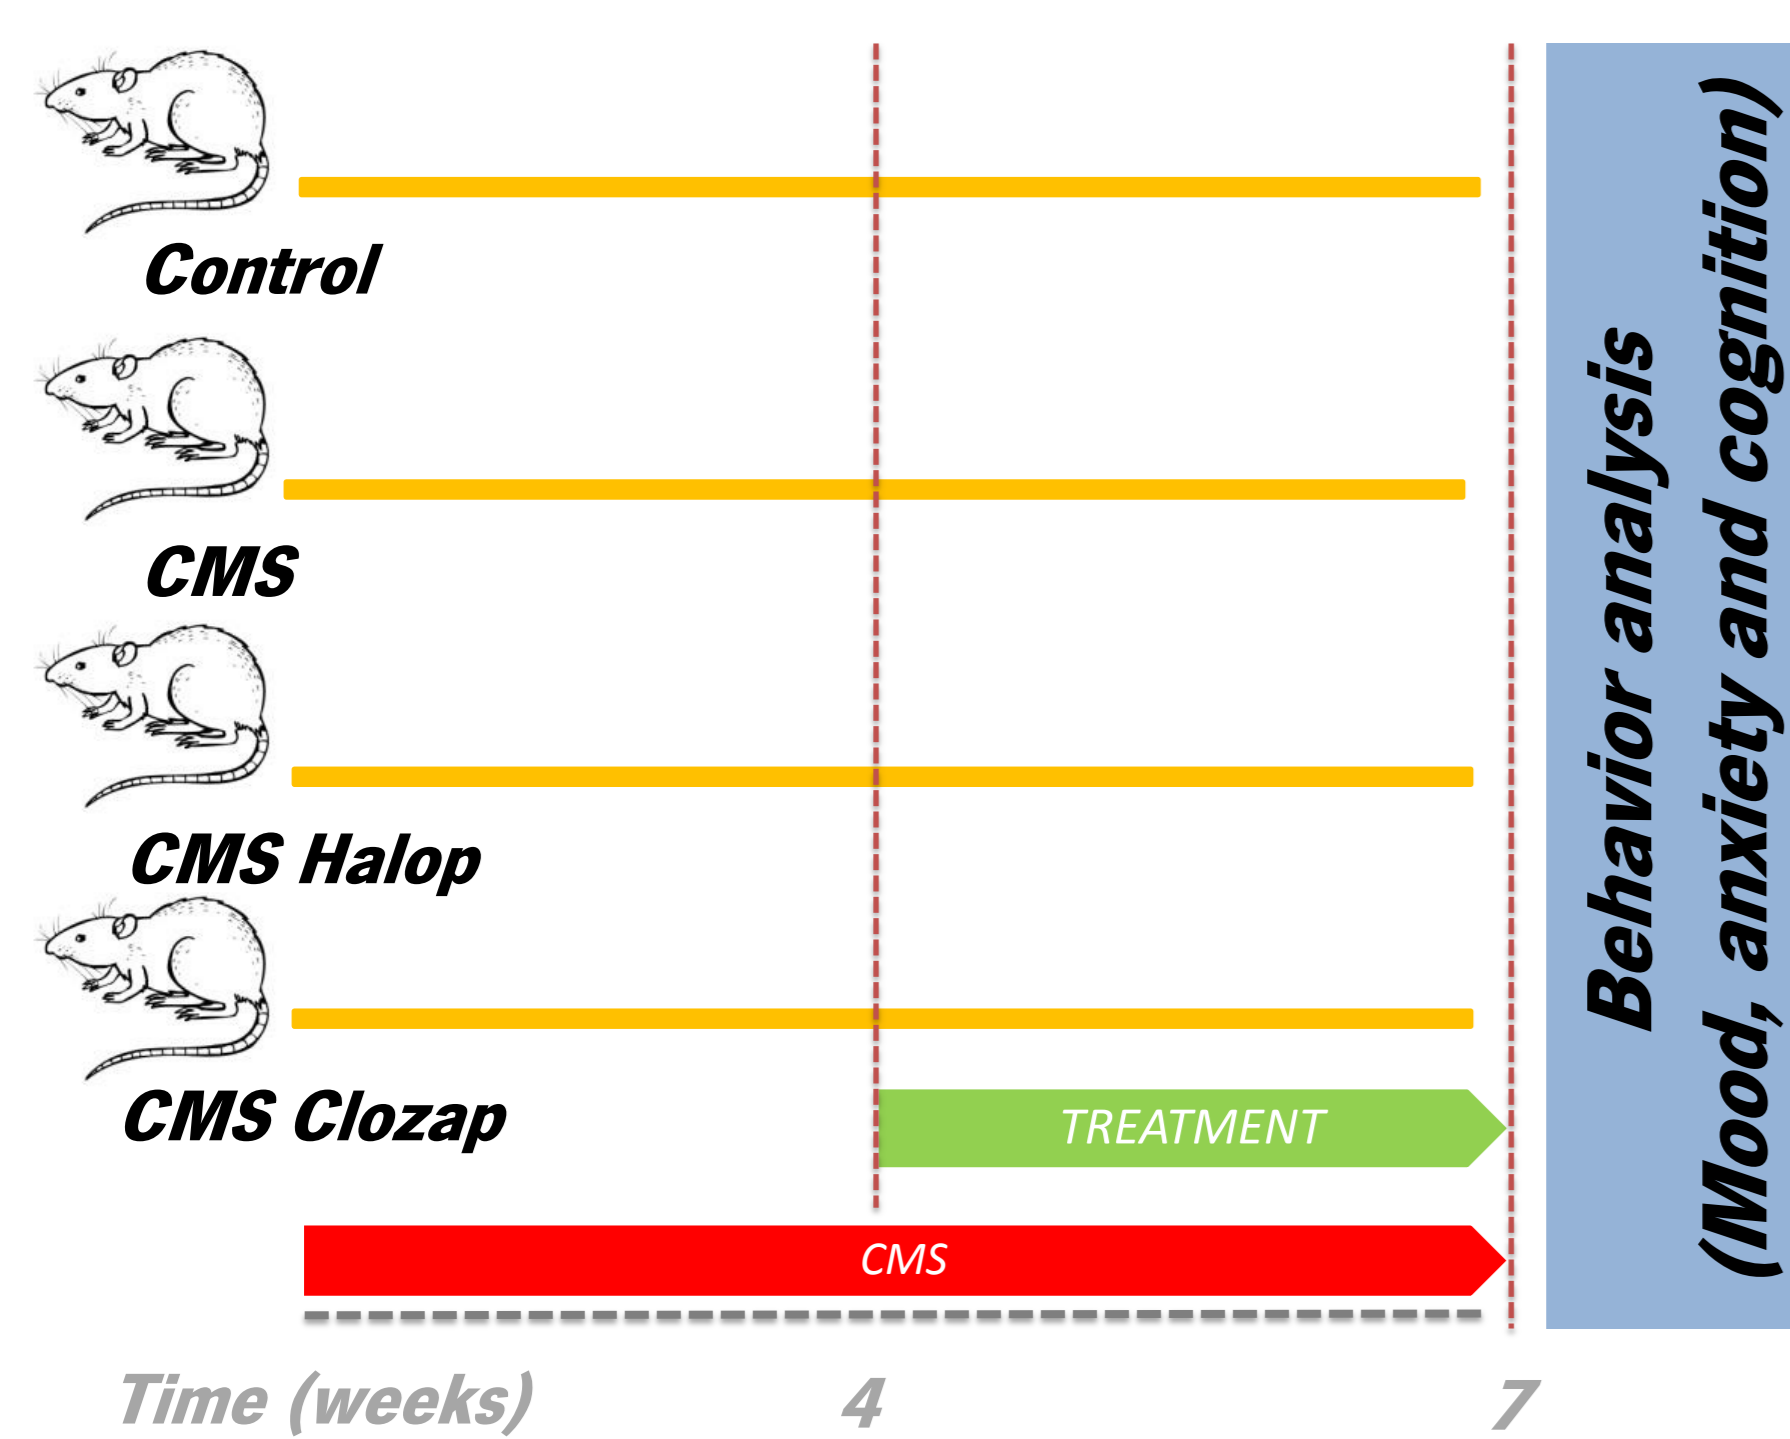 Control
CMS
CMS Halop
CMS Clozap
TREATMENT
CMS
Time (weeks)
4
7
Behavior analysis
(Mood, anxiety and cognition)